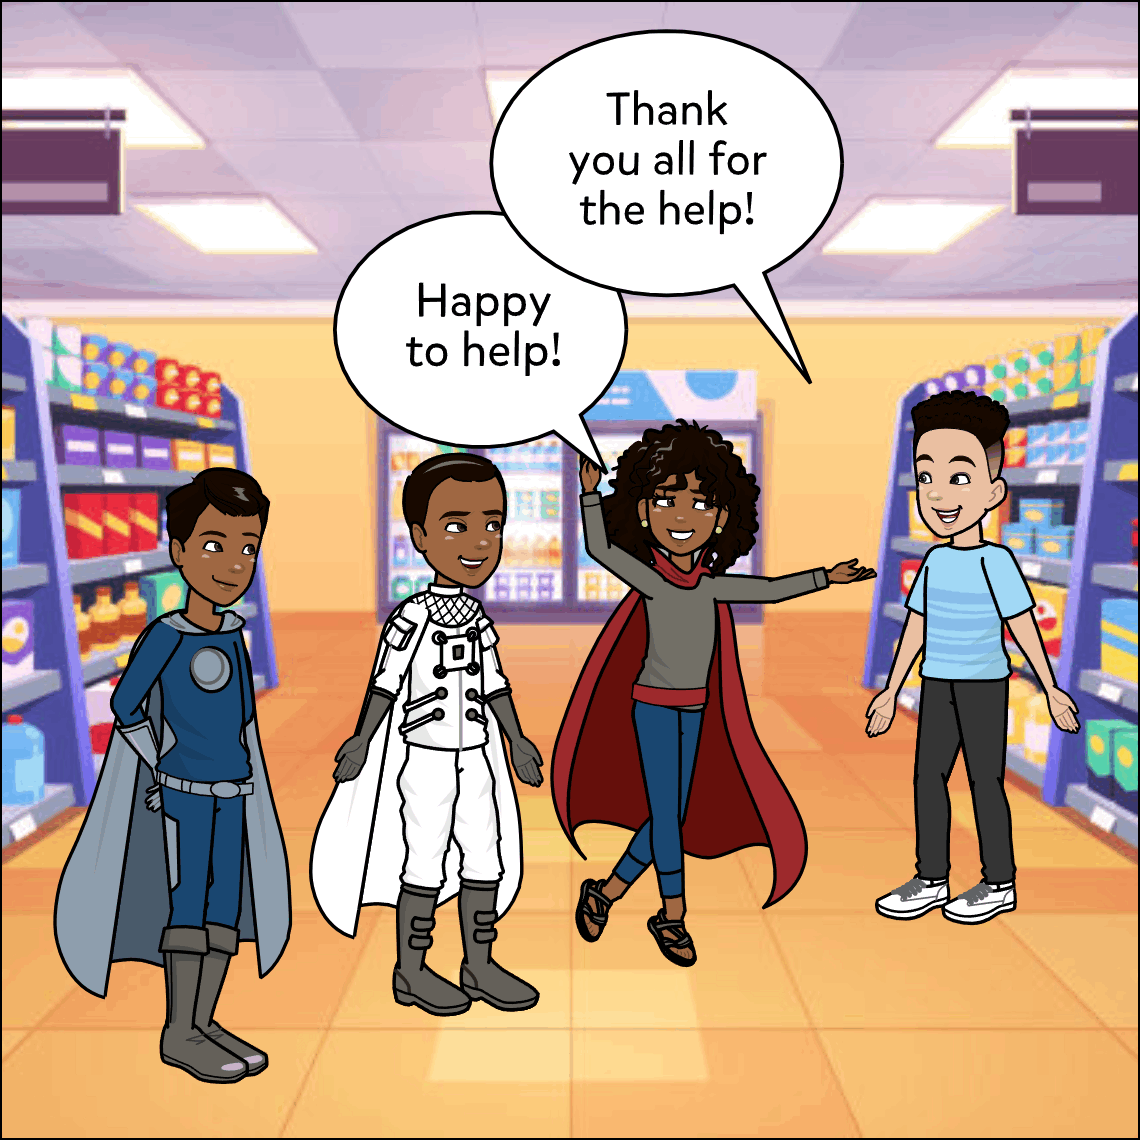 Thank
you all for
the help!
Happy
to help!